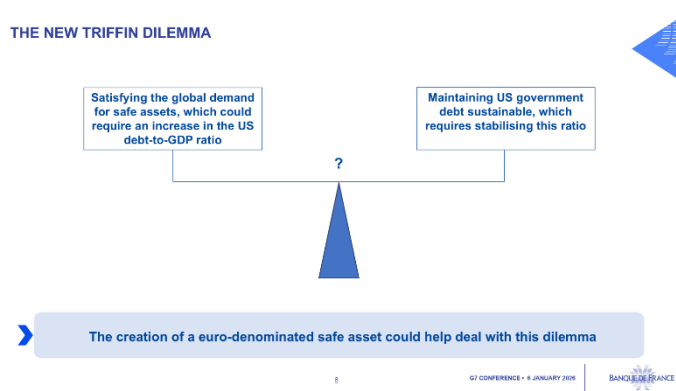 THE NEW TRIFFIN DILEMMA
Satisfying the global demand
for safe assets, which could
require an increase in the US
debt-to-GDP ratio
Maintaining US government
debt sustainable, which
requires stabilising this ratio
?
The creation of a euro-denominated safe asset could help deal with this dilemma
8
G7 CONFERENCE • 6 JANUARY 2026
BANQUE DE FRANCE